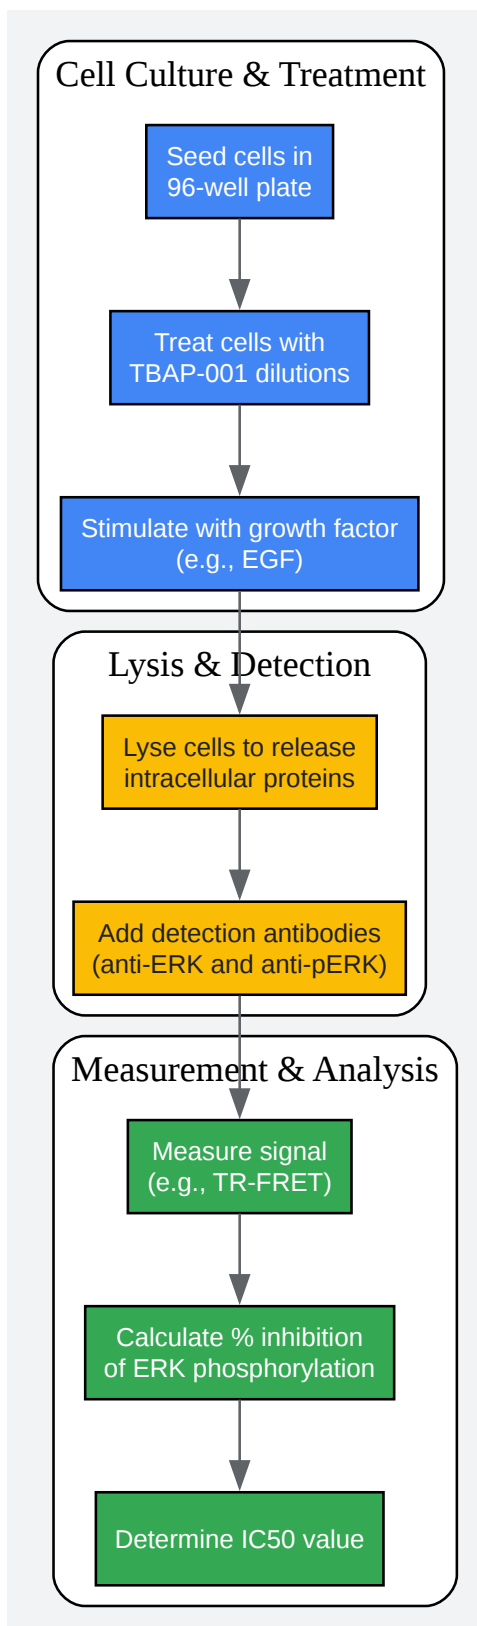 Cell Culture & Treatment
Seed cells in
96-well plate
Treat cells with
TBAP-001 dilutions
Stimulate with growth factor
(e.g., EGF)
Lysis & Detection
Lyse cells to release
intracellular proteins
Add detection antibodies
(anti-ERK and anti-pERK)
Measurement & Analysis
Measure signal
(e.g., TR-FRET)
Calculate % inhibition
of ERK phosphorylation
Determine IC50 value